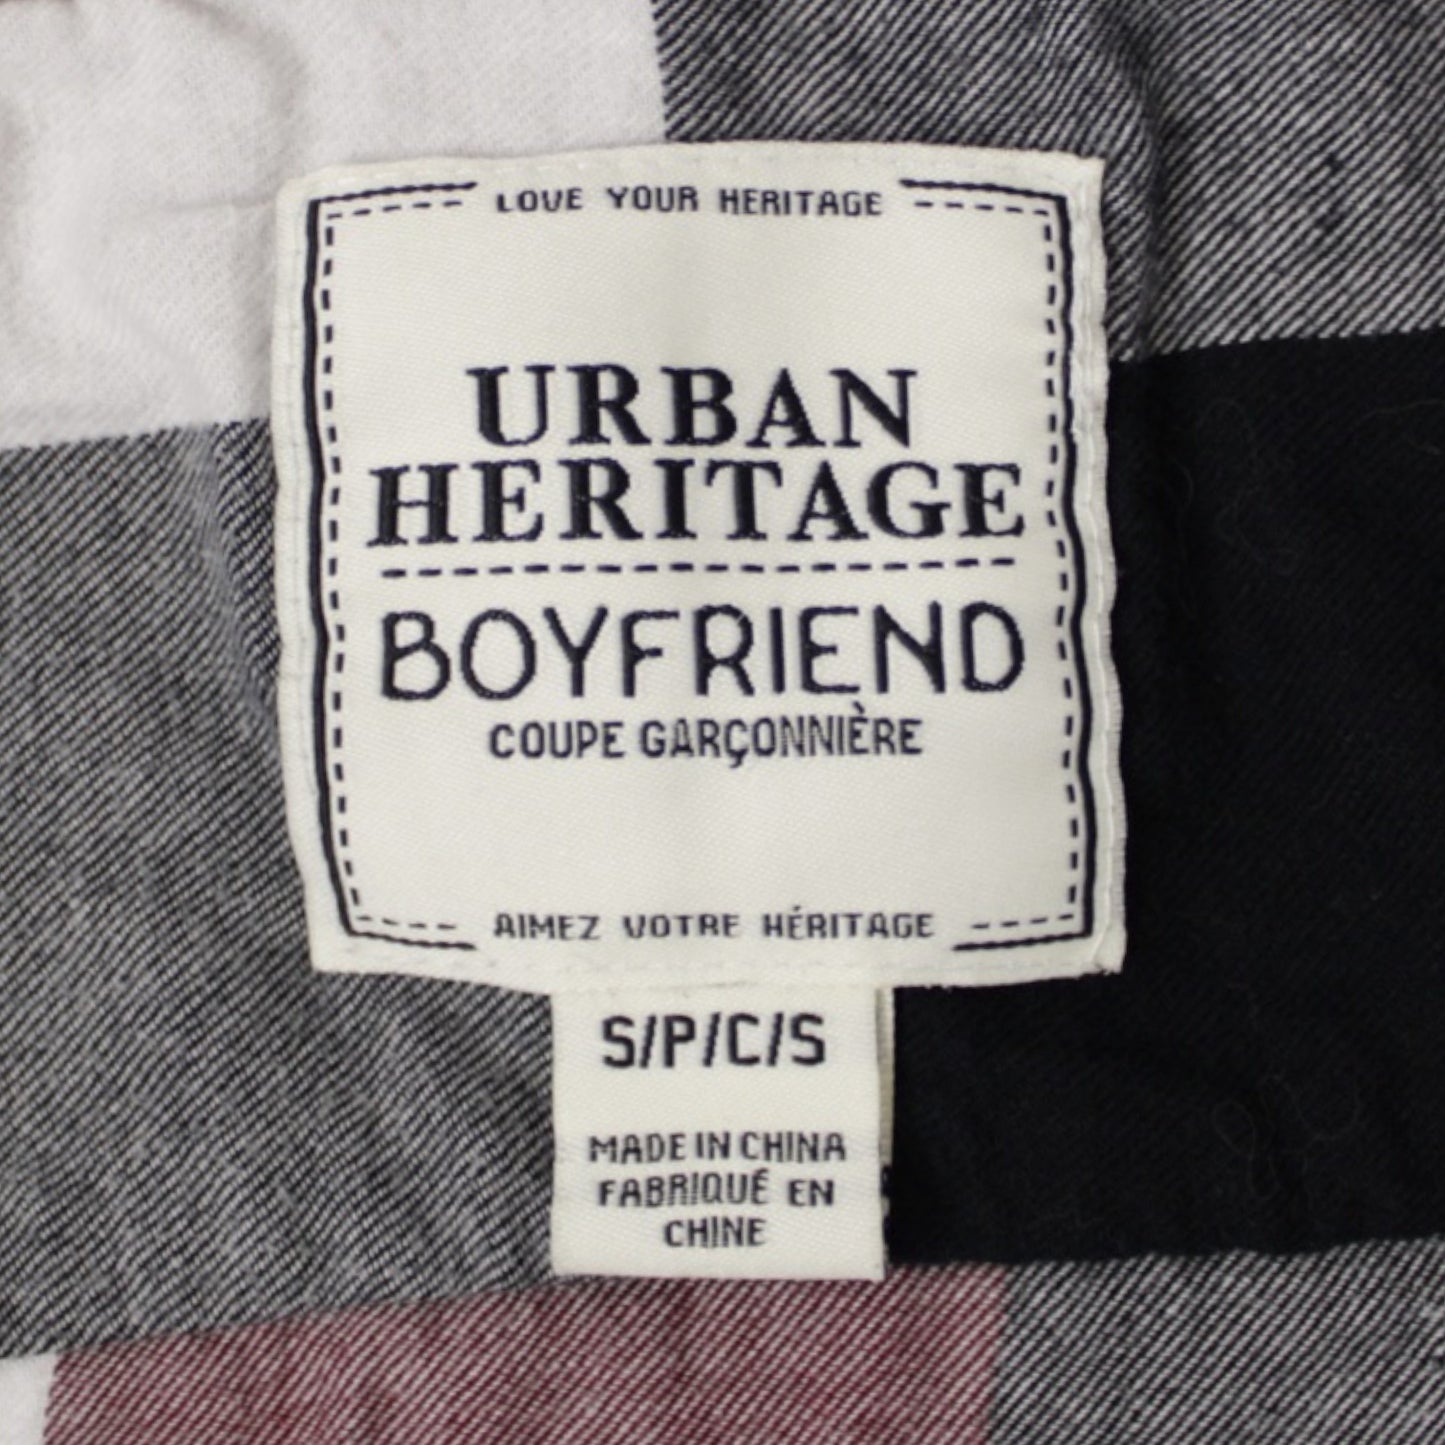 LOVE YOUR HERITAGE
URBAN
HERITAGE
BOYFRIEND
COUPE GARÇONNIÈRE
AIMEZ VOTRE HÉRITAGE
S/P/C/S
MADE IN CHINA
FABRIQUÉ EN
CHINE